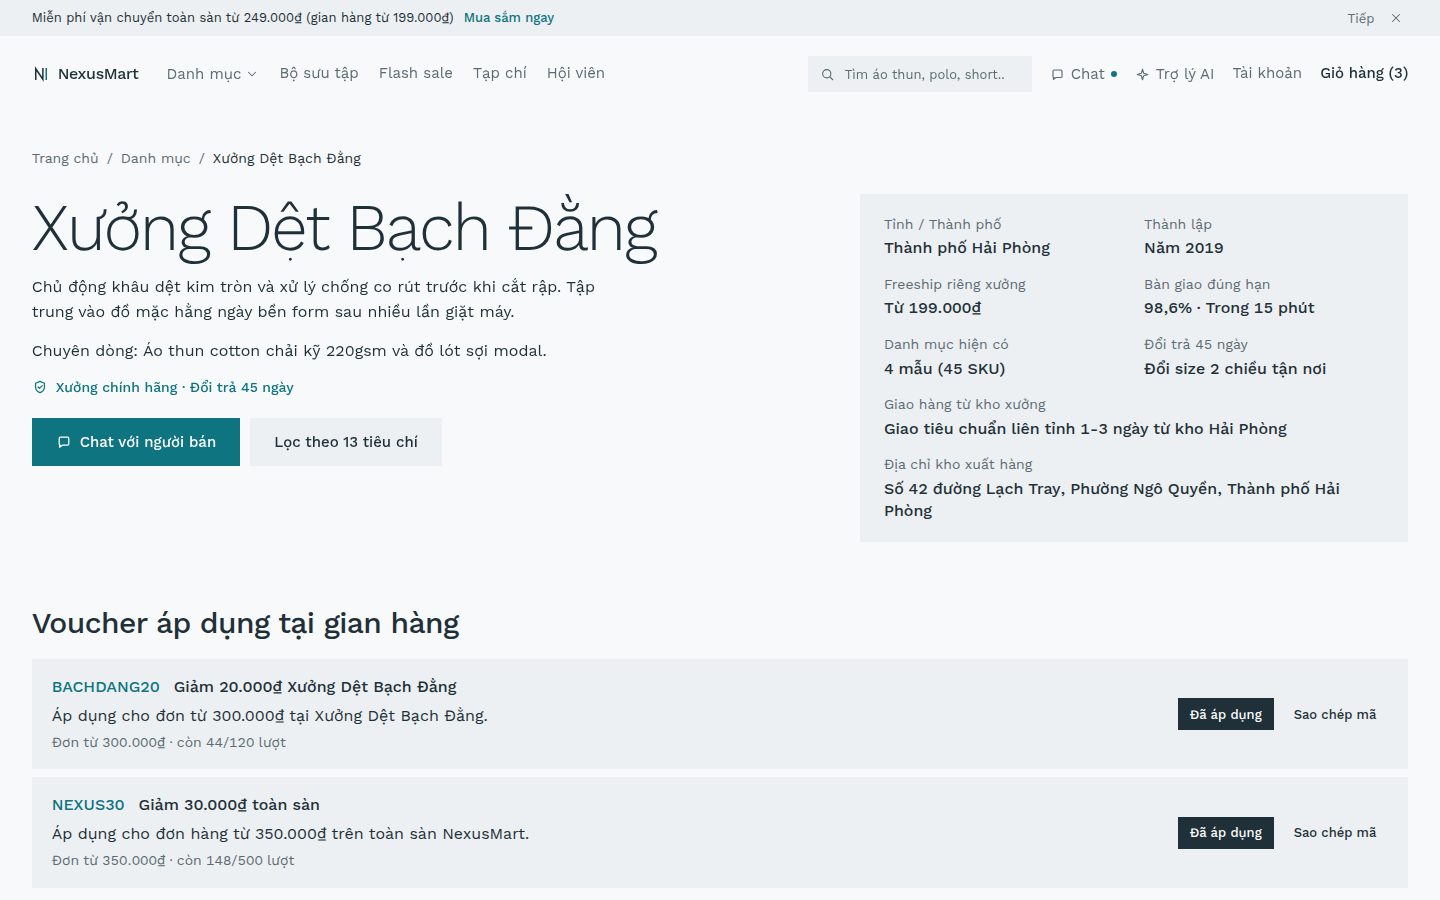 Miễn phí vận chuyển toàn sàn từ 249.000₫ (gian hàng từ 199.000₫) Mua sắm ngay Tiếp
NexusMart Danh mục Bộ sưu tập Flash sale Tạp chí Hội viên Tìm áo thun, polo, short.. Chat Trợ lý AI Tài khoản Giỏ hàng (3)
Trang chủ / Danh mục / Xưởng Dệt Bạch Đằng
Xưởng Dệt Bạch Đằng
Chủ động khâu dệt kim tròn và xử lý chống co rút trước khi cắt rập. Tập
trung vào đồ mặc hằng ngày bền form sau nhiều lần giặt máy.
Chuyên dòng: Áo thun cotton chải kỹ 220gsm và đồ lót sợi modal.
Xưởng chính hãng · Đổi trả 45 ngày
Chat với người bán Lọc theo 13 tiêu chí
Tỉnh / Thành phố Thành lập
Thành phố Hải Phòng Năm 2019
Freeship riêng xưởng Bàn giao đúng hạn
Từ 199.000₫ 98,6% · Trong 15 phút
Danh mục hiện có Đổi trả 45 ngày
4 mẫu (45 SKU) Đổi size 2 chiều tận nơi
Giao hàng từ kho xưởng
Giao tiêu chuẩn liên tỉnh 1-3 ngày từ kho Hải Phòng
Địa chỉ kho xuất hàng
Số 42 đường Lạch Tray, Phường Ngô Quyền, Thành phố Hải
Phòng
Voucher áp dụng tại gian hàng
BACHDANG20 Giảm 20.000₫ Xưởng Dệt Bạch Đằng
Áp dụng cho đơn từ 300.000₫ tại Xưởng Dệt Bạch Đằng.
Đơn từ 300.000₫ · còn 44/120 lượt
Đã áp dụng Sao chép mã
NEXUS30 Giảm 30.000₫ toàn sàn
Áp dụng cho đơn hàng từ 350.000₫ trên toàn sàn NexusMart.
Đơn từ 350.000₫ · còn 148/500 lượt
Đã áp dụng Sao chép mã